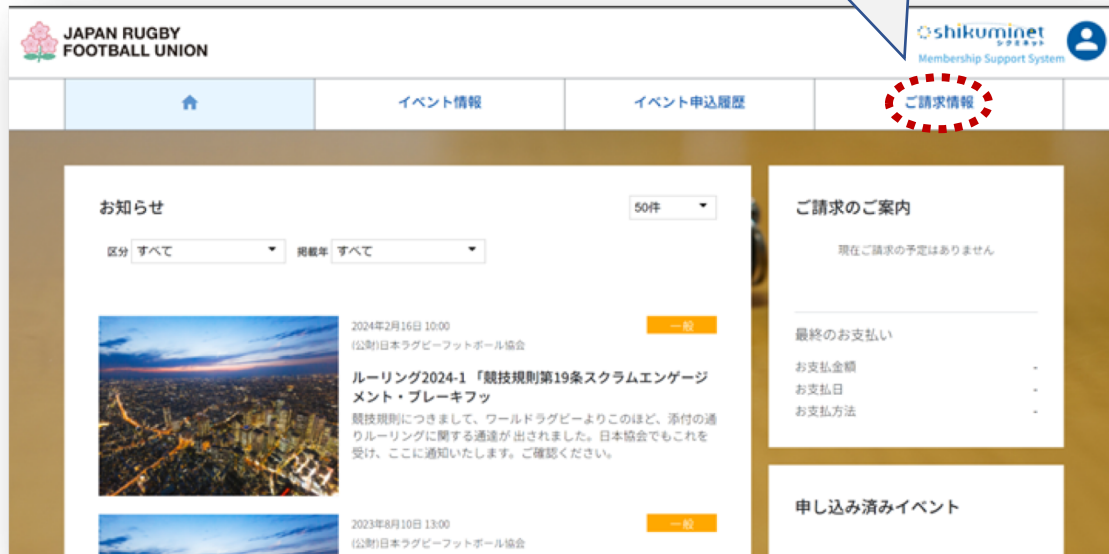 JAPAN RUGBY
FOOTBALL UNION
shikuminet
シクミネット
Membership Support System
イベント情報
イベント申込履歴
ご請求情報
お知らせ
50件
区分 すべて
掲載年 すべて
2024年2月16日 10:00
一般
(公財)日本ラグビーフットボール協会
ルーリング2024-1 「競技規則第19条スクラムエンゲージ
メント・ブレーキフッ
競技規則につきまして、ワールドラグビーよりこのほど、添付の通
りルーリングに関する通達が 出されました。日本協会でもこれを
受け、ここに通知いたします。ご確認ください。
2023年8月10日 13:00
一般
(公財)日本ラグビーフットボール協会
ご請求のご案内
現在ご請求の予定はありません
最終のお支払い
お支払金額 -
お支払日 -
お支払方法 -
申し込み済みイベント